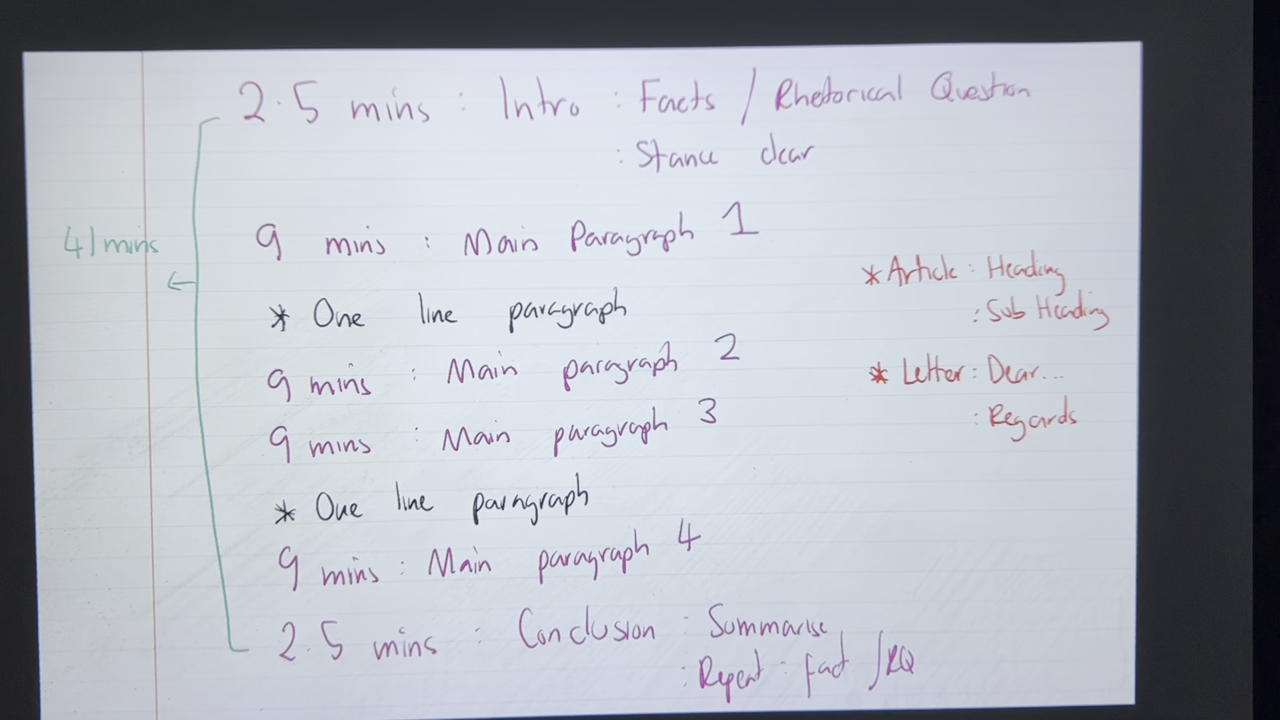 2.5 mins : Intro : Facts / Rhetorical Question
: Stance clear
41mins
9 mins : Main Paragraph 1
* One line paragraph
9 mins : Main paragraph 2
9 mins : Main paragraph 3
* One line paragraph
9 mins : Main paragraph 4
2.5 mins : Conclusion : Summarise
: Repeat : fact /RQ
* Article : Heading
: Sub Heading
* Letter : Dear...
: Regards